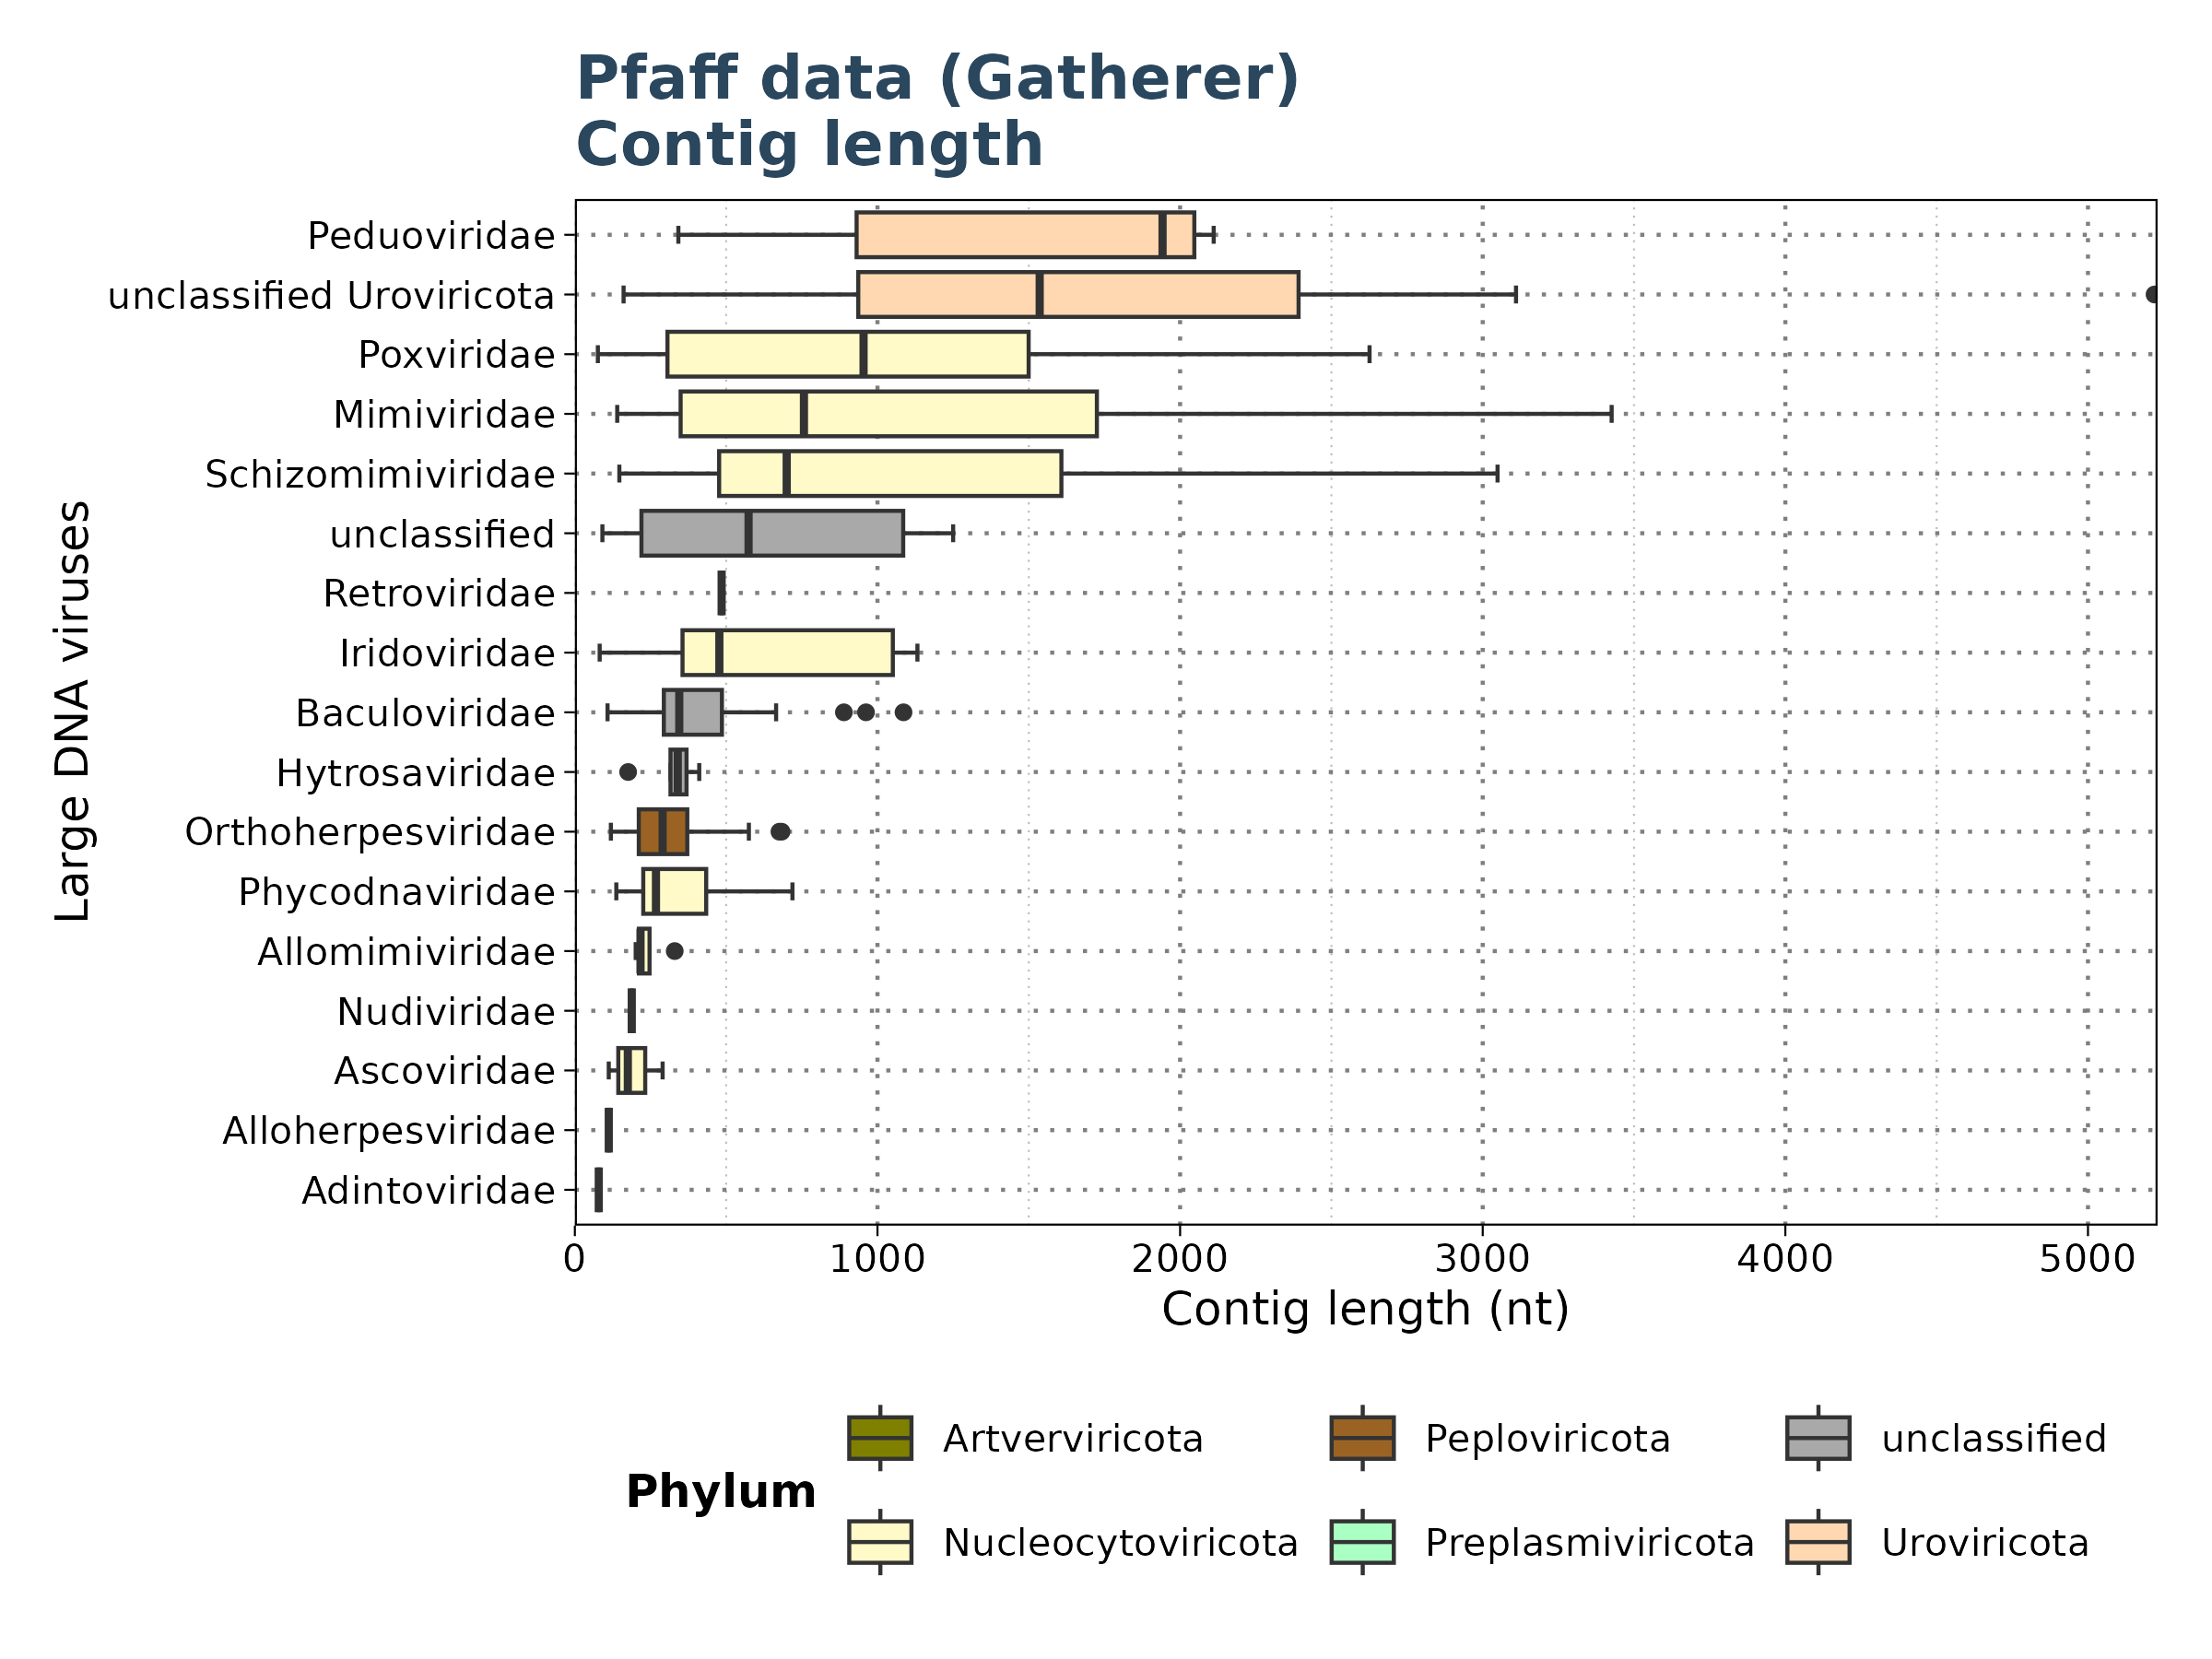 Pfaff data (Gatherer)
Contig length
Large DNA viruses
Peduoviridae
unclassified Uroviricota
Poxviridae
Mimiviridae
Schizomimiviridae
unclassified
Retroviridae
Iridoviridae
Baculoviridae
Hytrosaviridae
Orthoherpesviridae
Phycodnaviridae
Allomimiviridae
Nudiviridae
Ascoviridae
Alloherpesviridae
Adintoviridae
0 1000 2000 3000 4000 5000
Contig length (nt)
Phylum
Artverviricota Peploviricota unclassified
Nucleocytoviricota Preplasmiviricota Uroviricota